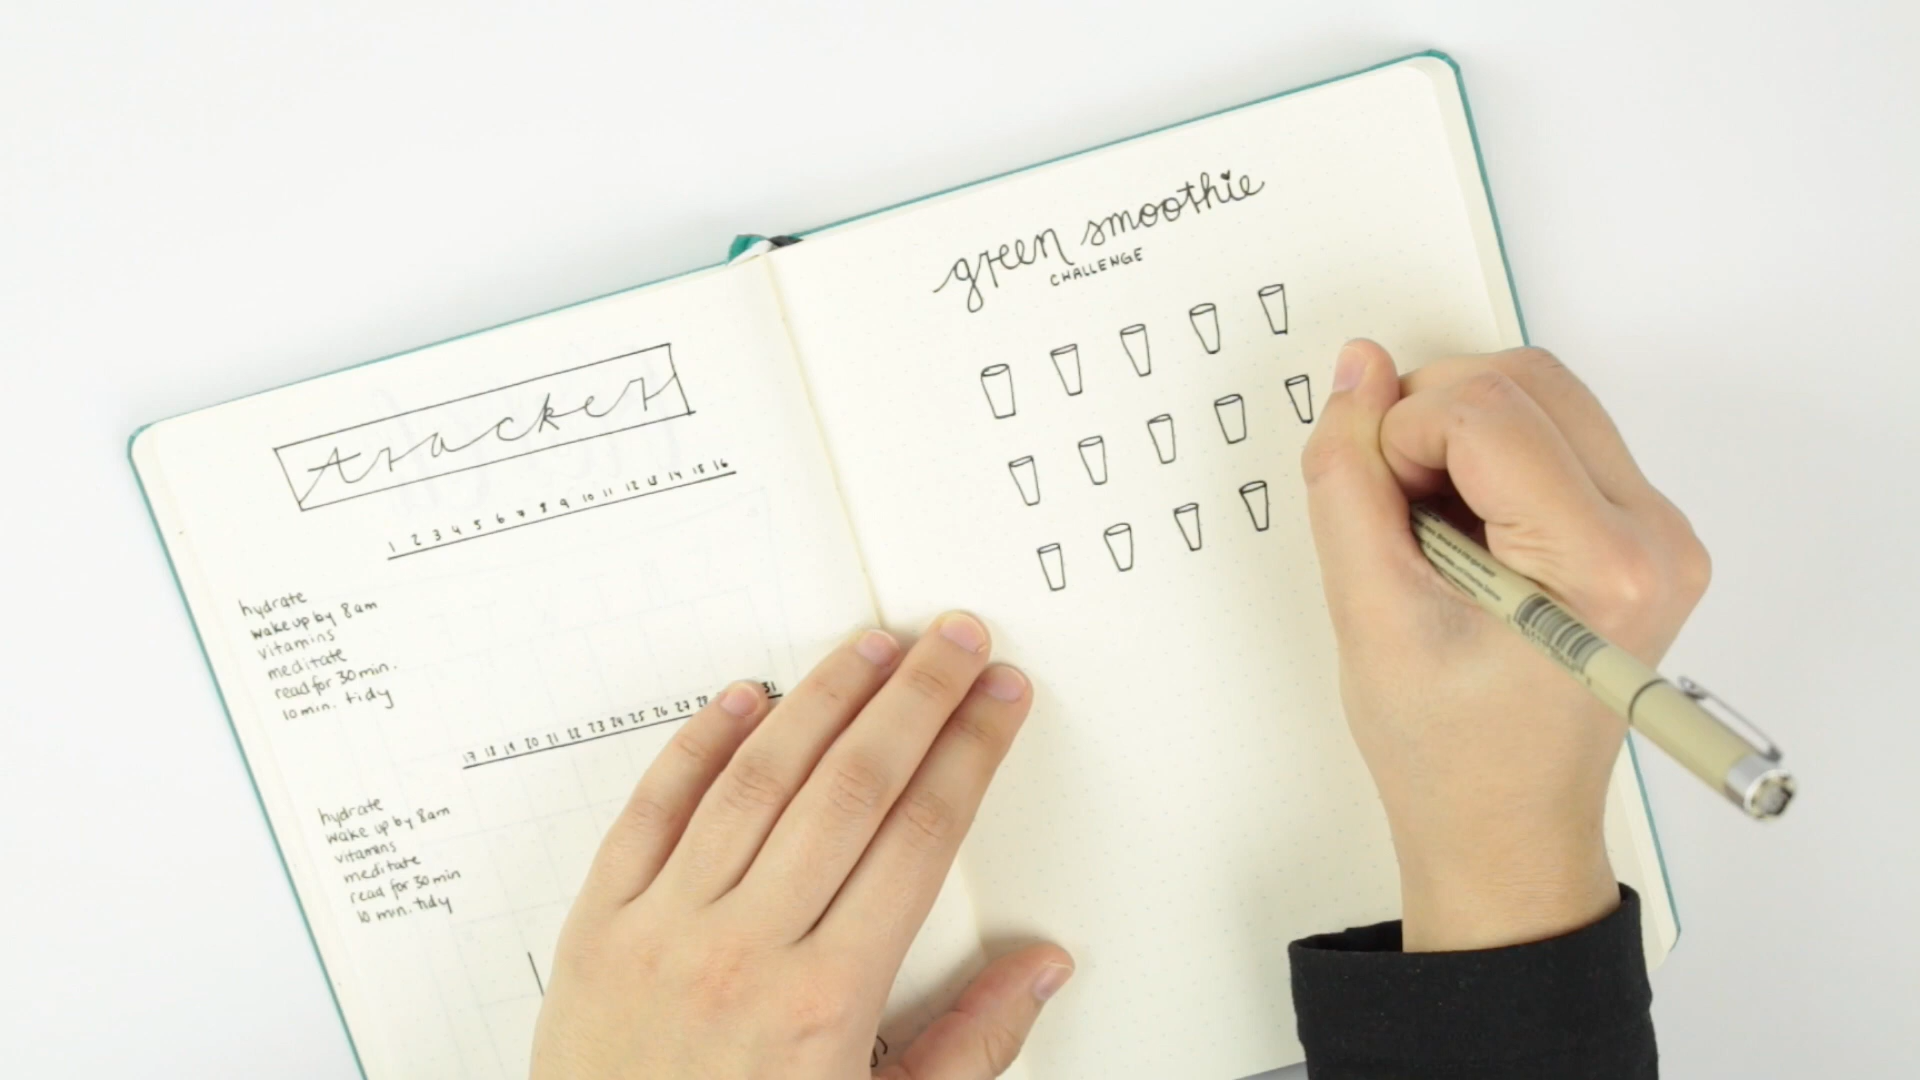 tracker
1 2 3 4 5 6 7 8 9 10 11 12 13 14 15 16
hydrate
wake up by 8am
vitamins
meditate
read for 30 min.
10 min. tidy
17 18 19 20 21 22 23 24 25 26 27 28 31
hydrate
wake up by 8am
vitamins
meditate
read for 30 min
10 min. tidy
green smoothie
CHALLENGE